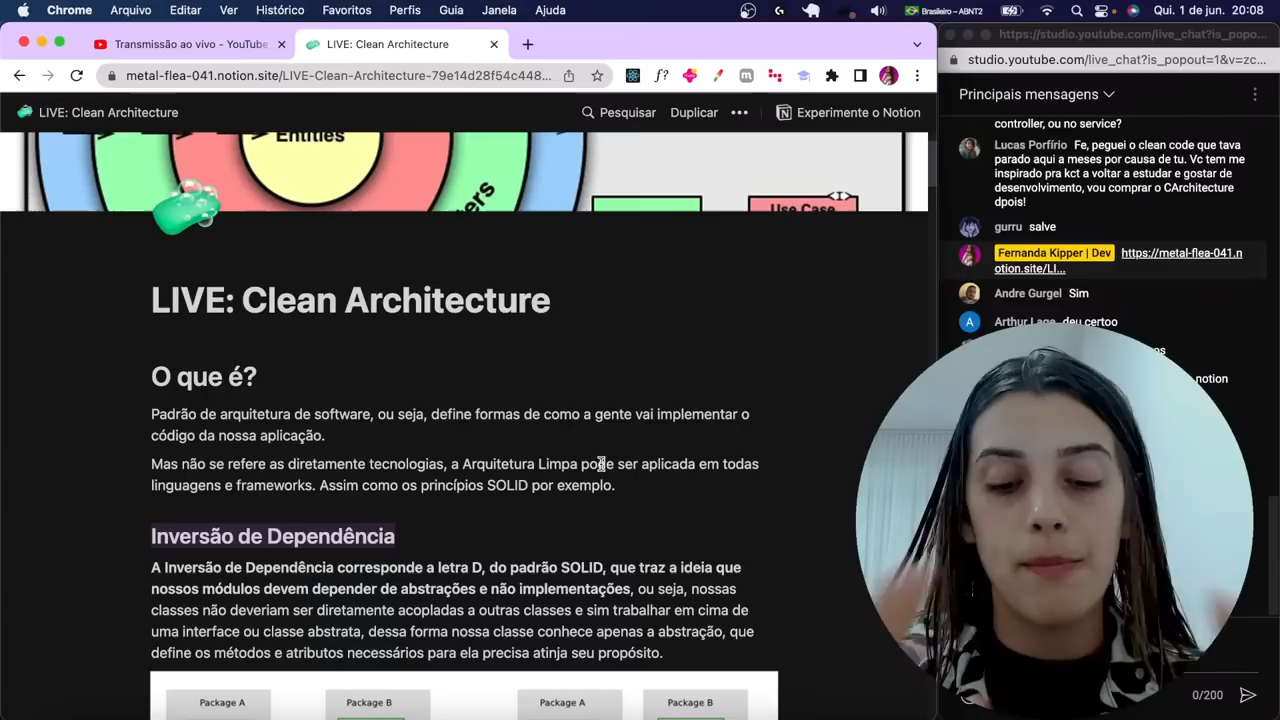 Chrome Arquivo Editar Ver Histórico Favoritos Perfis Guia Janela Ajuda
Brasileiro – ABNT2
Qui. 1 de jun. 20:08
Transmissão ao vivo - YouTube
LIVE: Clean Architecture
metal-flea-041.notion.site/LIVE-Clean-Architecture-79e14d28f54c448...
LIVE: Clean Architecture
Pesquisar Duplicar ••• Experimente o Notion
Entities
Use Case
<I>
LIVE: Clean Architecture
O que é?
Padrão de arquitetura de software, ou seja, define formas de como a gente vai implementar o
código da nossa aplicação.
Mas não se refere as diretamente tecnologias, a Arquitetura Limpa pode ser aplicada em todas
linguagens e frameworks. Assim como os princípios SOLID por exemplo.
Inversão de Dependência
A Inversão de Dependência corresponde a letra D, do padrão SOLID, que traz a ideia que
nossos módulos devem depender de abstrações e não implementações, ou seja, nossas
classes não deveriam ser diretamente acopladas a outras classes e sim trabalhar em cima de
uma interface ou classe abstrata, dessa forma nossa classe conhece apenas a abstração, que
define os métodos e atributos necessários para ela precisa atinja seu propósito.
Package A Package B Package A Package B
https://studio.youtube.com/live_chat?is_popo...
studio.youtube.com/live_chat?is_popout=1&v=zc...
Principais mensagens
controller, ou no service?
Lucas Porfírio Fe, peguei o clean code que tava
parado aqui a meses por causa de tu. Vc tem me
inspirado pra kct a voltar a estudar e gostar de
desenvolvimento, vou comprar o CArchitecture
dpois!
gurru salve
Fernanda Kipper | Dev https://metal-flea-041.n
otion.site/LI...
Andre Gurgel Sim
A Arthur Lage deu certoo
notion
0/200